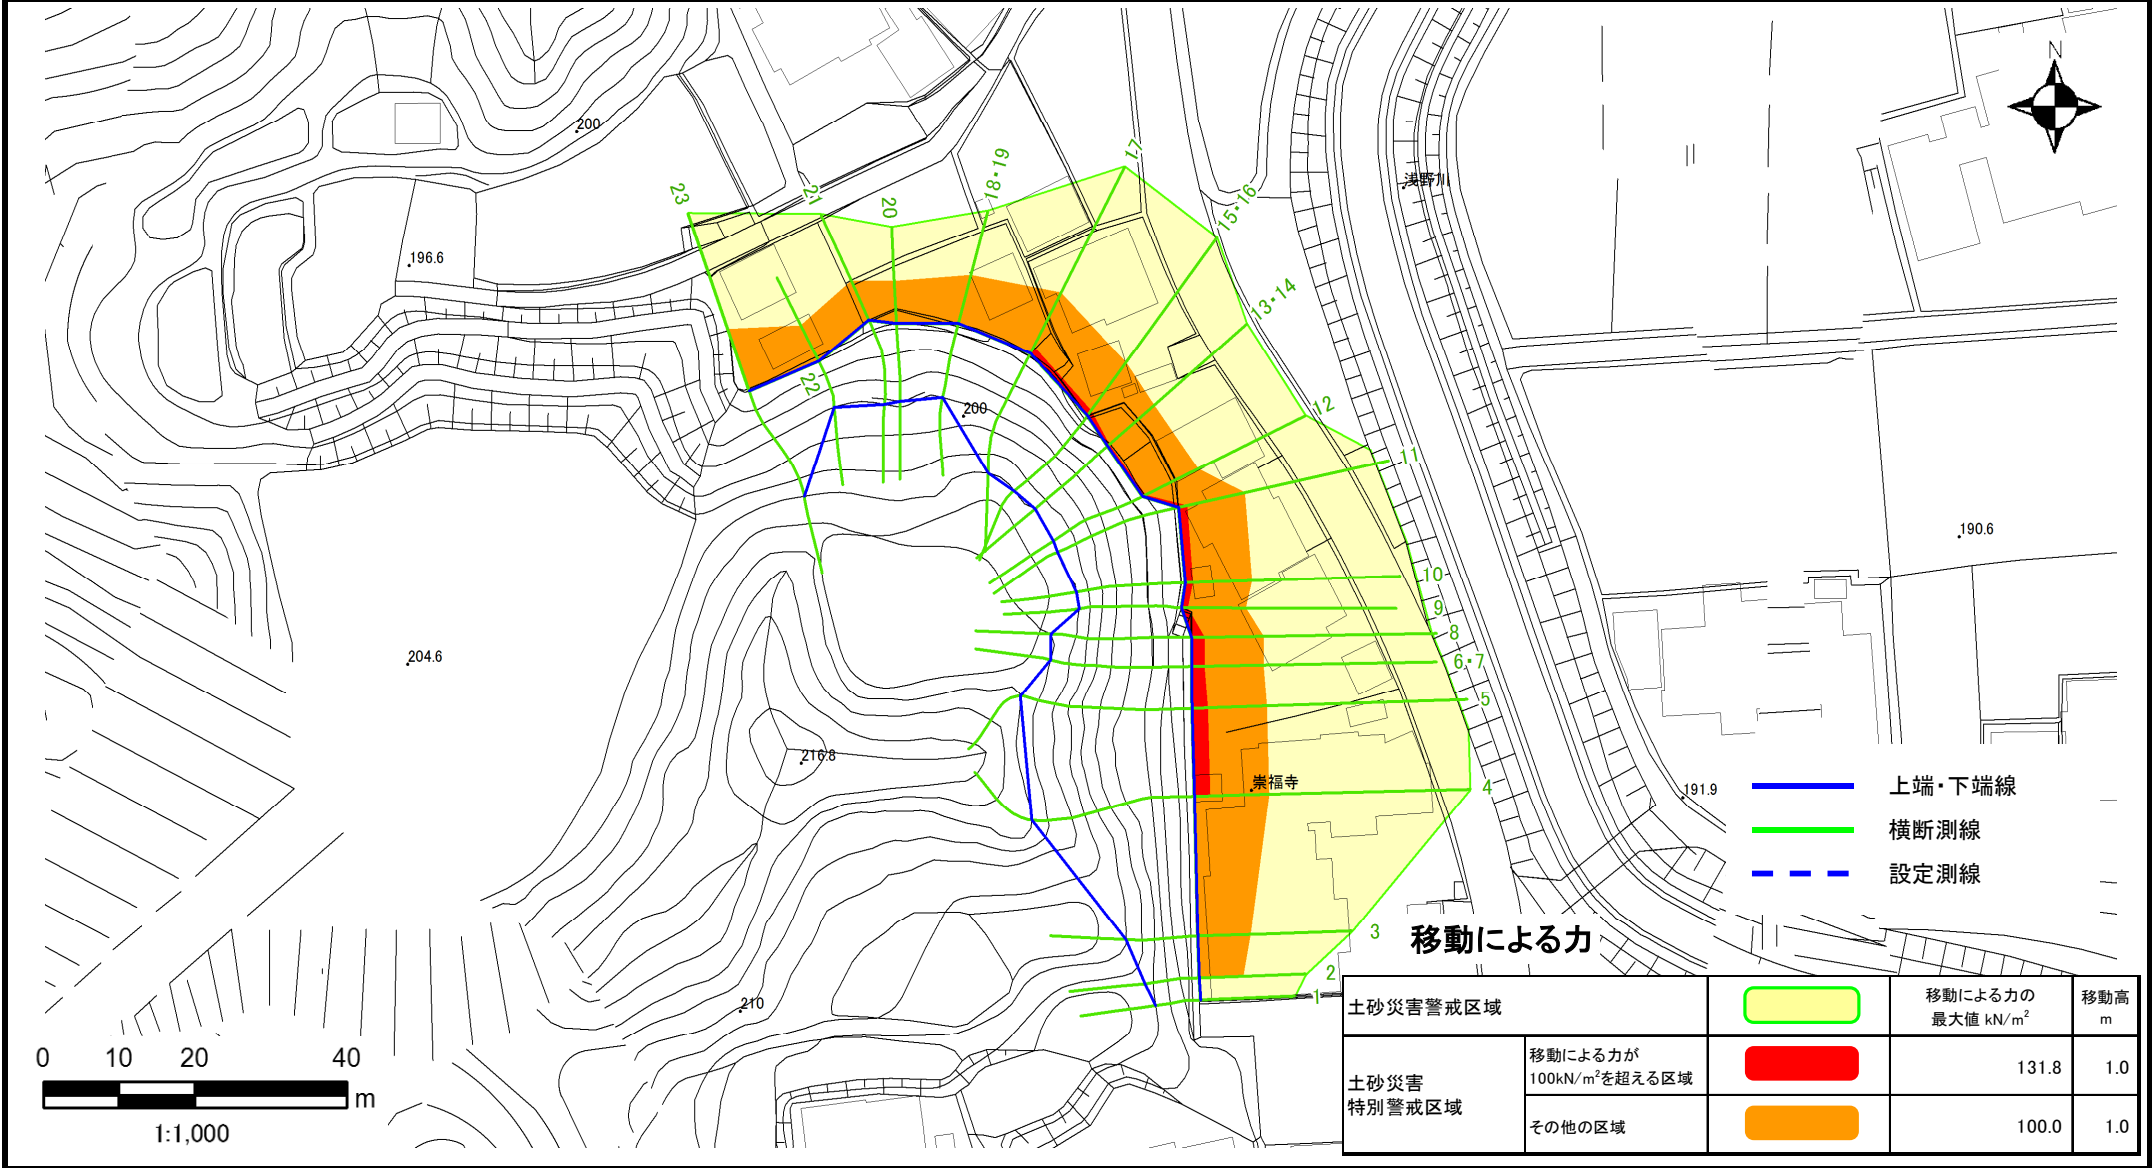 N
200
浅野川
17
18・19
15・16
23
21
20
196.6
13・14
22
200
12
11
190.6
10
9
8
6・7
204.6
5
216.8
崇福寺
4
191.9
上端・下端線
横断測線
設定測線
3
移動による力
2
1
210
土砂災害警戒区域
移動による力の
最大値 kN/m²
移動高
m
土砂災害
特別警戒区域
移動による力が
100kN/m²を超える区域
131.8
1.0
その他の区域
100.0
1.0
0 10 20 40
m
1:1,000